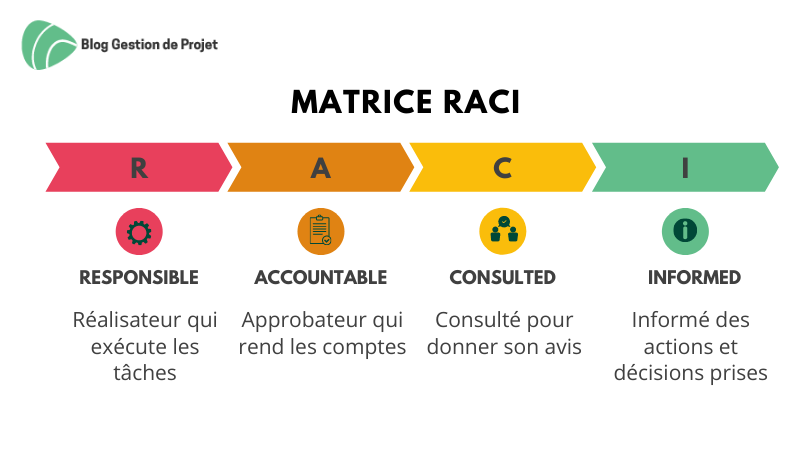 Blog Gestion de Projet
MATRICE RACI
R
A
C
I
RESPONSIBLE
Réalisateur qui
exécute les
tâches
ACCOUNTABLE
Approbateur qui
rend les comptes
CONSULTED
Consulté pour
donner son avis
INFORMED
Informé des
actions et
décisions prises